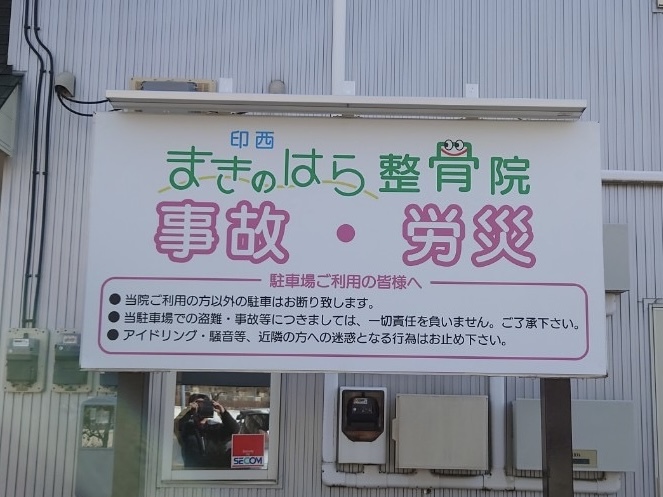 印西
まきのはら整骨院
事故・労災
駐車場ご利用の皆様へ
●当院ご利用の方以外の駐車はお断り致します。
●当駐車場での盗難・事故等につきましては、一切責任を負いません。ご了承下さい。
●アイドリング・騒音等、近隣の方への迷惑となる行為はお止め下さい。
SECOM